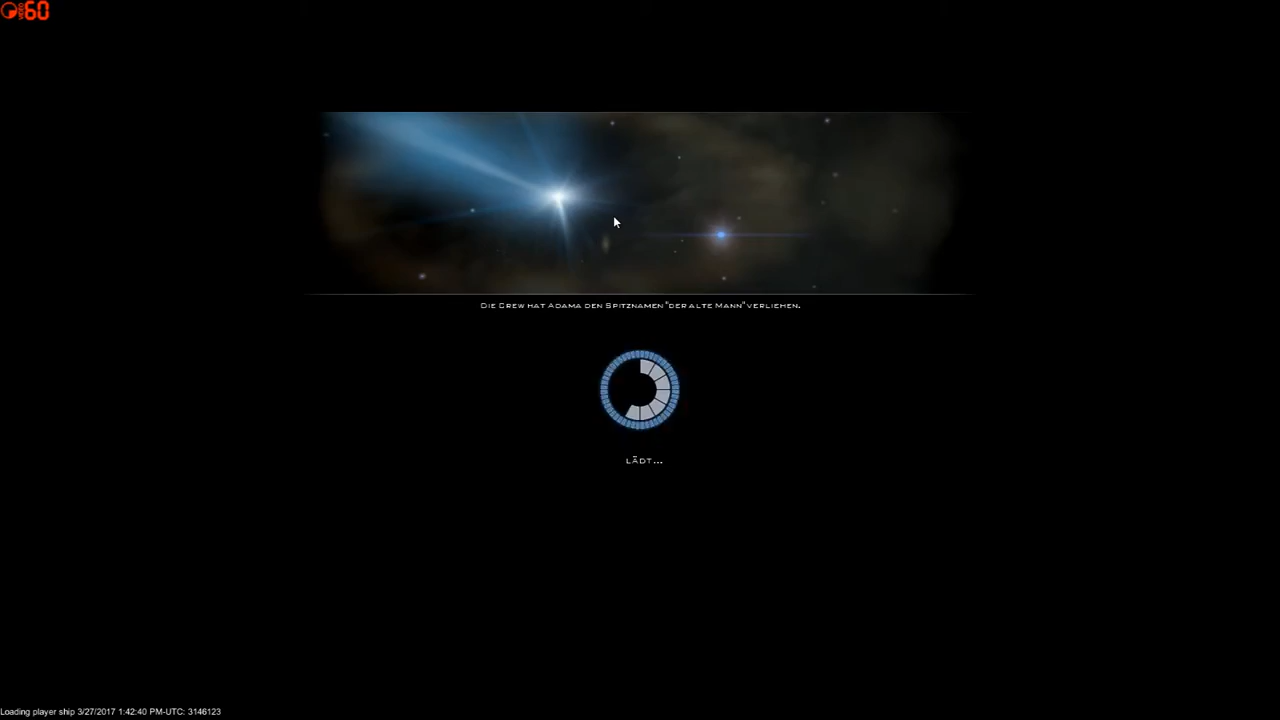 VIDEO 60
Die Crew hat Adama den Spitznamen "der alte Mann" verliehen.
Lädt...
Loading player ship 3/27/2017 1:42:40 PM-UTC: 3146123